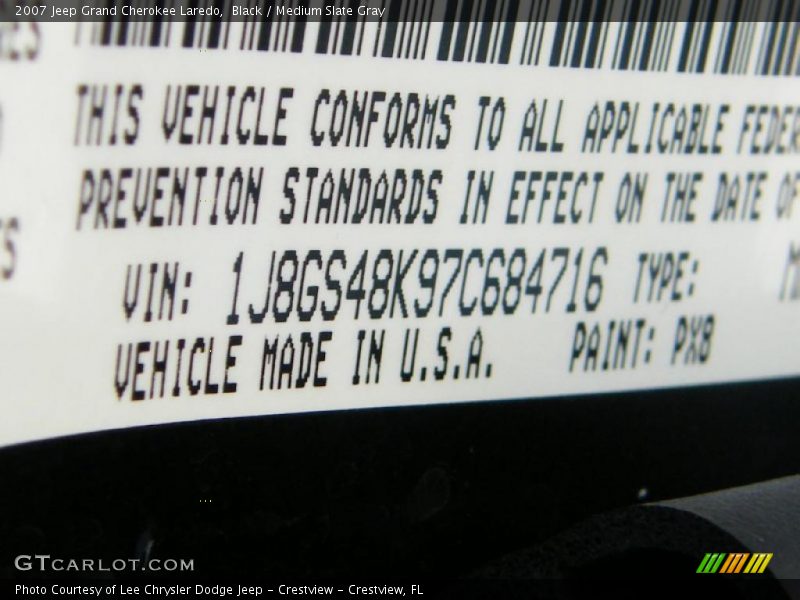 2007 Jeep Grand Cherokee Laredo, Black / Medium Slate Gray
THIS VEHICLE CONFORMS TO ALL APPLICABLE FEDER
PREVENTION STANDARDS IN EFFECT ON THE DATE OF
VIN: 1J8GS48K97C684716 TYPE:
VEHICLE MADE IN U.S.A. PAINT: PX8
GTCARLOT.COM
Photo Courtesy of Lee Chrysler Dodge Jeep - Crestview - Crestview, FL